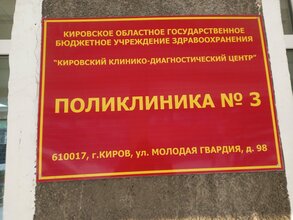 КИРОВСКОЕ ОБЛАСТНОЕ ГОСУДАРСТВЕННОЕ
БЮДЖЕТНОЕ УЧРЕЖДЕНИЕ ЗДРАВООХРАНЕНИЯ
"КИРОВСКИЙ КЛИНИКО-ДИАГНОСТИЧЕСКИЙ ЦЕНТР"
ПОЛИКЛИНИКА № 3
610017, г.КИРОВ, ул. МОЛОДАЯ ГВАРДИЯ, д. 98